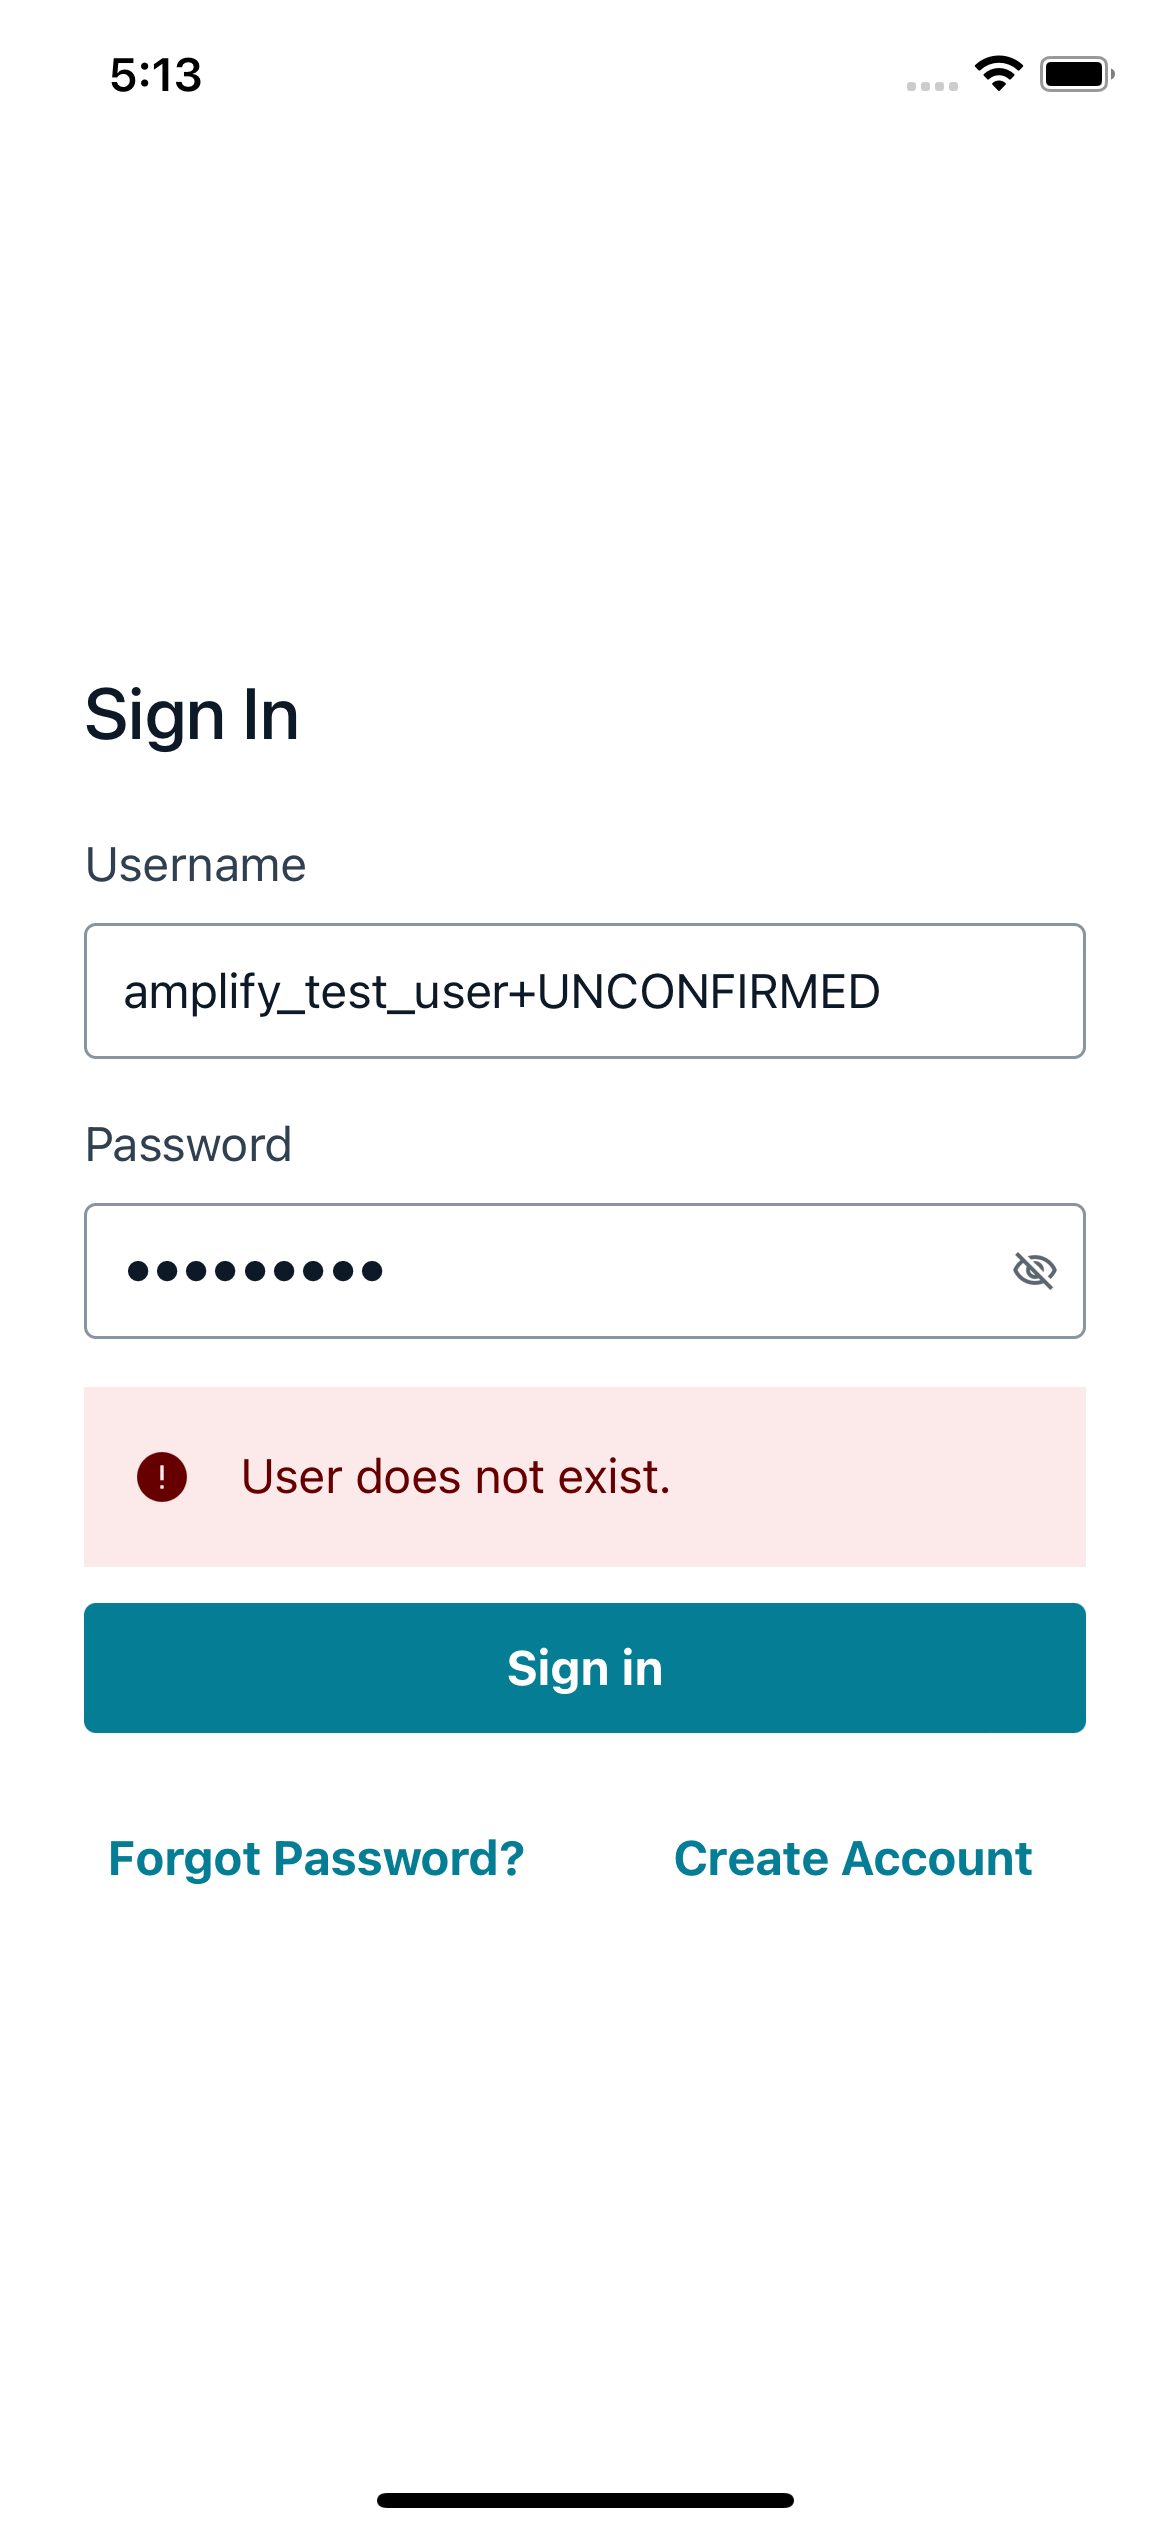 5:13
Sign In
Username
amplify_test_user+UNCONFIRMED
Password
User does not exist.
Sign in
Forgot Password?
Create Account